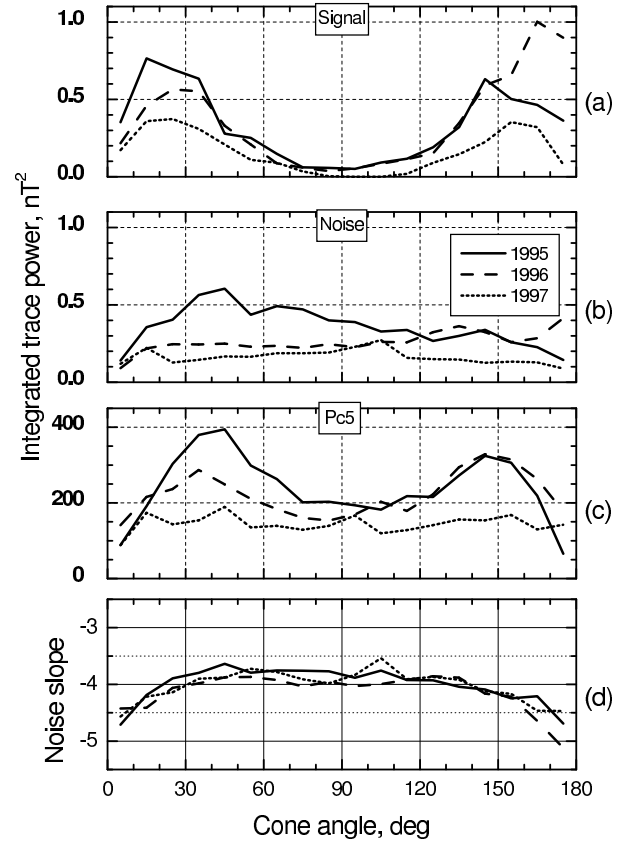 Signal
1.0
0.5
0.0
(a)
Integrated trace power, nT²
Noise
1.0
0.5
0.0
1995
1996
1997
(b)
Pc5
400
200
0
(c)
Noise slope
-3
-4
-5
(d)
0 30 60 90 120 150 180
Cone angle, deg